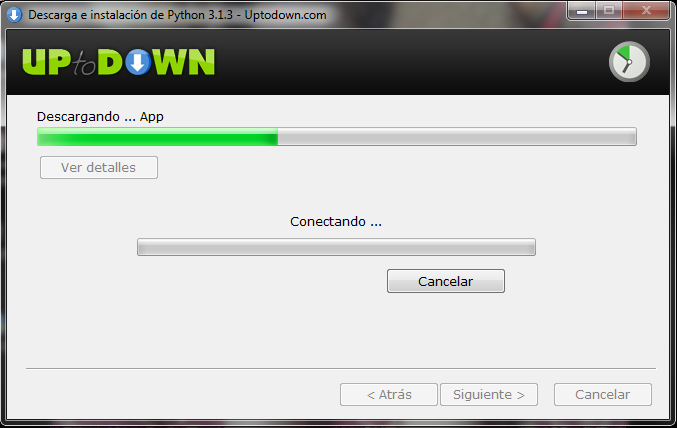 Descarga e instalación de Python 3.1.3 - Uptodown.com
UPtoDOWN
Descargando ... App
Ver detalles
Conectando ...
Cancelar
< Atrás
Siguiente >
Cancelar